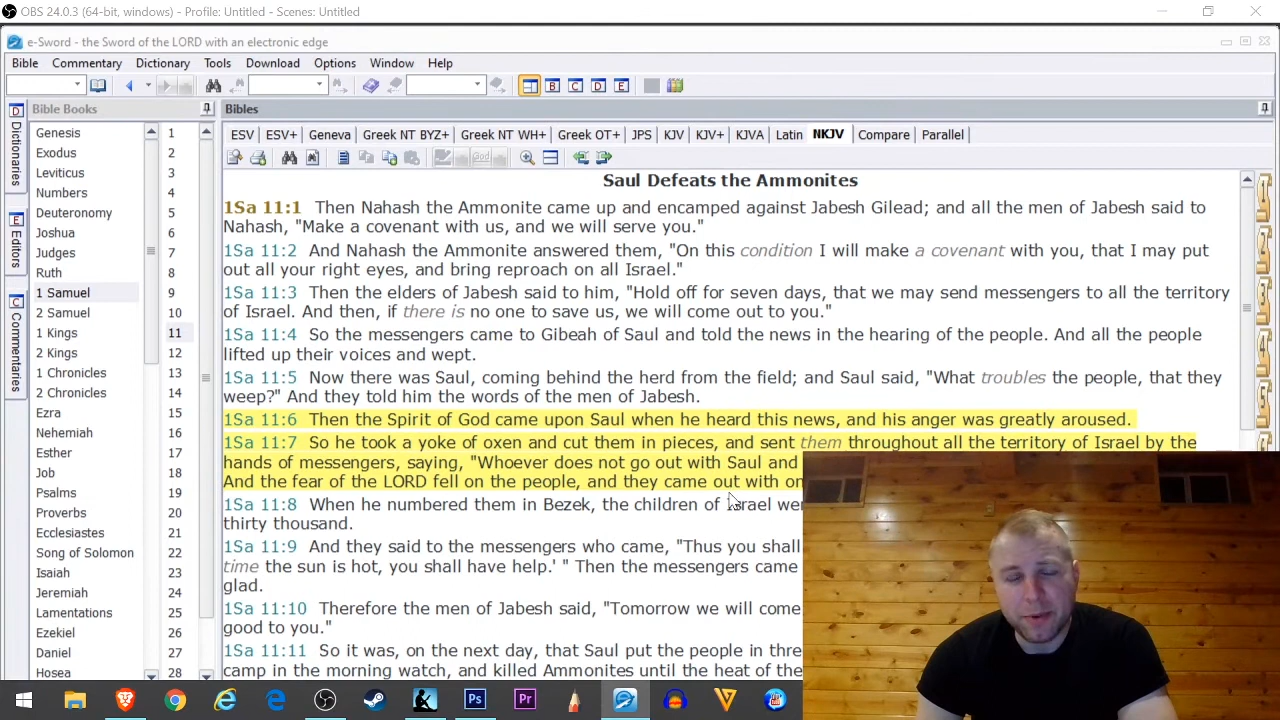 OBS 24.0.3 (64-bit, windows) - Profile: Untitled - Scenes: Untitled
e-Sword - the Sword of the LORD with an electronic edge
Bible Commentary Dictionary Tools Download Options Window Help
B C D E
Bible Books
Bibles
ESV ESV+ Geneva Greek NT BYZ+ Greek NT WH+ Greek OT+ JPS KJV KJV+ KJVA Latin NKJV Compare Parallel
God
D Dictionaries
E Editors
C Commentaries
Genesis
Exodus
Leviticus
Numbers
Deuteronomy
Joshua
Judges
Ruth
1 Samuel
2 Samuel
1 Kings
2 Kings
1 Chronicles
2 Chronicles
Ezra
Nehemiah
Esther
Job
Psalms
Proverbs
Ecclesiastes
Song of Solomon
Isaiah
Jeremiah
Lamentations
Ezekiel
Daniel
Hosea
1
2
3
4
5
6
7
8
9
10
11
12
13
14
15
16
17
18
19
20
21
22
23
24
25
26
27
28
Saul Defeats the Ammonites
1Sa 11:1 Then Nahash the Ammonite came up and encamped against Jabesh Gilead; and all the men of Jabesh said to
Nahash, "Make a covenant with us, and we will serve you."
1Sa 11:2 And Nahash the Ammonite answered them, "On this condition I will make a covenant with you, that I may put
out all your right eyes, and bring reproach on all Israel."
1Sa 11:3 Then the elders of Jabesh said to him, "Hold off for seven days, that we may send messengers to all the territory
of Israel. And then, if there is no one to save us, we will come out to you."
1Sa 11:4 So the messengers came to Gibeah of Saul and told the news in the hearing of the people. And all the people
lifted up their voices and wept.
1Sa 11:5 Now there was Saul, coming behind the herd from the field; and Saul said, "What troubles the people, that they
weep?" And they told him the words of the men of Jabesh.
1Sa 11:6 Then the Spirit of God came upon Saul when he heard this news, and his anger was greatly aroused.
1Sa 11:7 So he took a yoke of oxen and cut them in pieces, and sent them throughout all the territory of Israel by the
hands of messengers, saying, "Whoever does not go out with Saul and
And the fear of the LORD fell on the people, and they came out with on
1Sa 11:8 When he numbered them in Bezek, the children of Israel wer
thirty thousand.
1Sa 11:9 And they said to the messengers who came, "Thus you shall
time the sun is hot, you shall have help.' " Then the messengers came
glad.
1Sa 11:10 Therefore the men of Jabesh said, "Tomorrow we will come
good to you."
1Sa 11:11 So it was, on the next day, that Saul put the people in thre
camp in the morning watch, and killed Ammonites until the heat of the
1
2
3
4
5
Ps
Pr